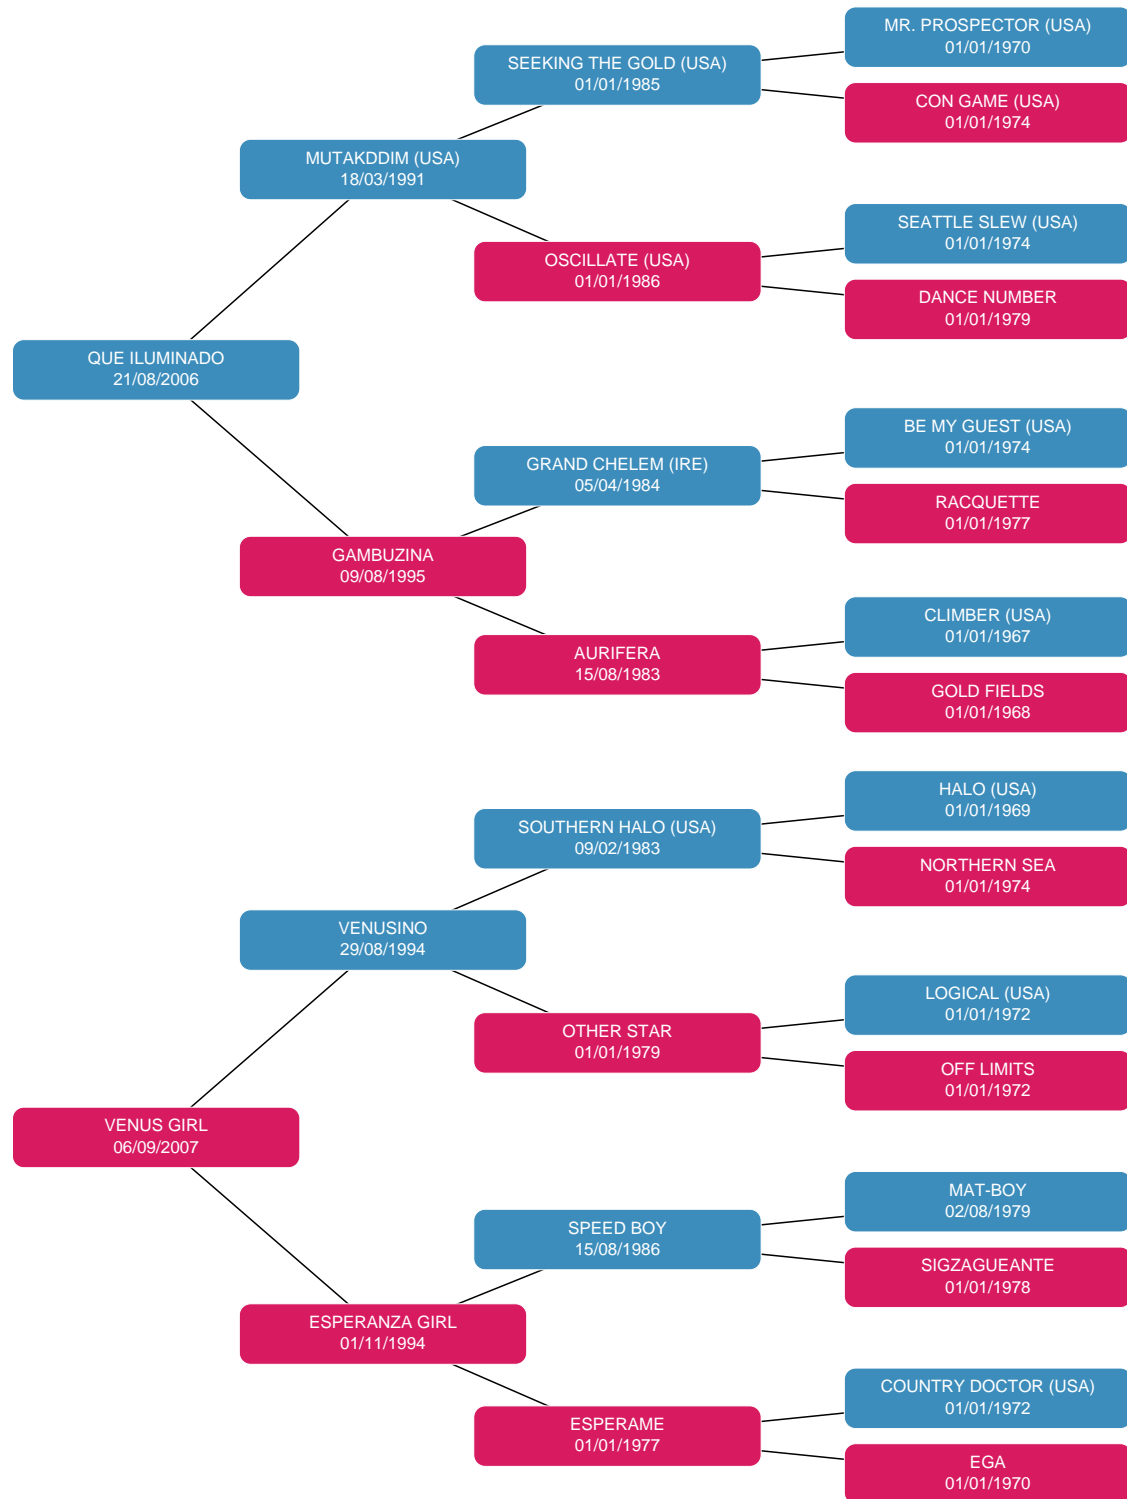 MR. PROSPECTOR (USA)
01/01/1970
SEEKING THE GOLD (USA)
01/01/1985
CON GAME (USA)
01/01/1974
MUTAKDDIM (USA)
18/03/1991
SEATTLE SLEW (USA)
01/01/1974
OSCILLATE (USA)
01/01/1986
DANCE NUMBER
01/01/1979
QUE ILUMINADO
21/08/2006
BE MY GUEST (USA)
01/01/1974
GRAND CHELEM (IRE)
05/04/1984
RACQUETTE
01/01/1977
GAMBUZINA
09/08/1995
CLIMBER (USA)
01/01/1967
AURIFERA
15/08/1983
GOLD FIELDS
01/01/1968
HALO (USA)
01/01/1969
SOUTHERN HALO (USA)
09/02/1983
NORTHERN SEA
01/01/1974
VENUSINO
29/08/1994
LOGICAL (USA)
01/01/1972
OTHER STAR
01/01/1979
OFF LIMITS
01/01/1972
VENUS GIRL
06/09/2007
MAT-BOY
02/08/1979
SPEED BOY
15/08/1986
SIGZAGUEANTE
01/01/1978
ESPERANZA GIRL
01/11/1994
COUNTRY DOCTOR (USA)
01/01/1972
ESPERAME
01/01/1977
EGA
01/01/1970